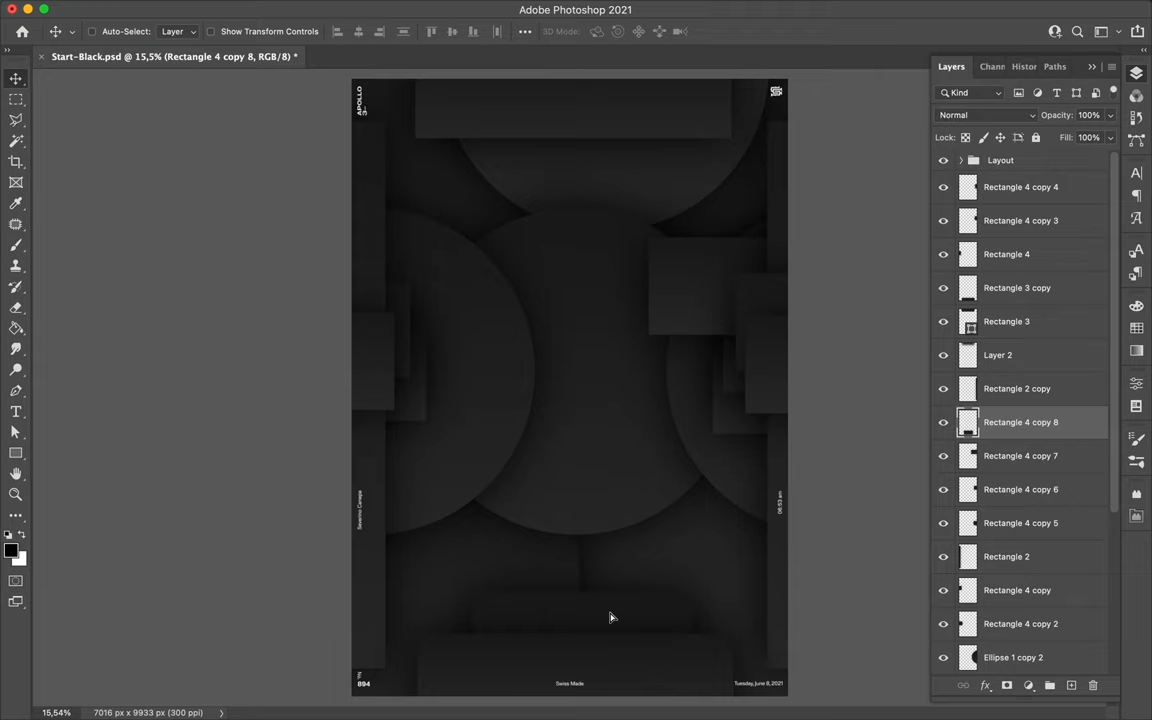 Adobe Photoshop 2021
Auto-Select:
Layer
Show Transform Controls
3D Mode:
Start-Black.psd @ 15,5% (Rectangle 4 copy 8, RGB/8) *
Layers
Chann
Histor
Paths
Kind
Normal
Opacity:
100%
Lock:
Fill:
100%
Layout
Rectangle 4 copy 4
Rectangle 4 copy 3
Rectangle 4
Rectangle 3 copy
Rectangle 3
Layer 2
Rectangle 2 copy
Rectangle 4 copy 8
Rectangle 4 copy 7
Rectangle 4 copy 6
Rectangle 4 copy 5
Rectangle 2
Rectangle 4 copy
Rectangle 4 copy 2
Ellipse 1 copy 2
APOLLO
Severino Canepa
06:53 am
894
Swiss Made
Tuesday, June 8, 2021
15,54%
7016 px x 9933 px (300 ppi)